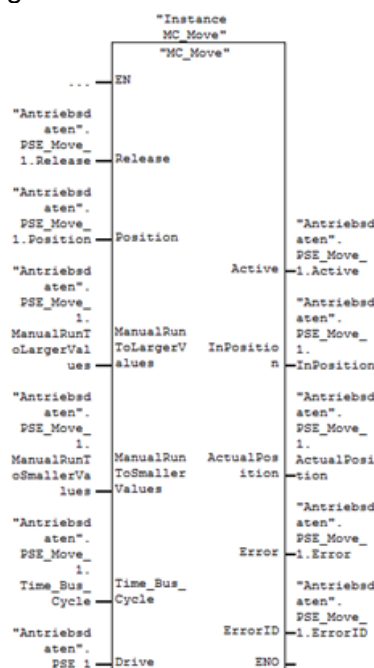 "Instance
MC_Move"
"MC_Move"
... EN
"Antriebsd
aten".
PSE_Move_
1.Release Release
"Antriebsd
aten".
PSE_Move_
1.Position Position
"Antriebsd
aten".
PSE_Move_
1.
ManualRunT
oLargerVal
ues
ManualRun
ToLargerV
alues
"Antriebsd
aten".
PSE_Move_
1.
ManualRunT
oSmallerVa
lues
ManualRun
ToSmaller
Values
"Antriebsd
aten".
PSE_Move_
1.
Time_Bus_
Cycle
Time_Bus_
Cycle
"Antriebsd
aten".
PSE_1 Drive
"Antriebsd
aten".
PSE_Move_
Active 1.Active
"Antriebsd
aten".
PSE_Move_
1.
InPositio
n
InPosition
"Antriebsd
aten".
PSE_Move_
1.
ActualPos
ition
ActualPosi
tion
"Antriebsd
aten".
PSE_Move_
Error 1.Error
"Antriebsd
aten".
PSE_Move_
ErrorID 1.ErrorID
ENO